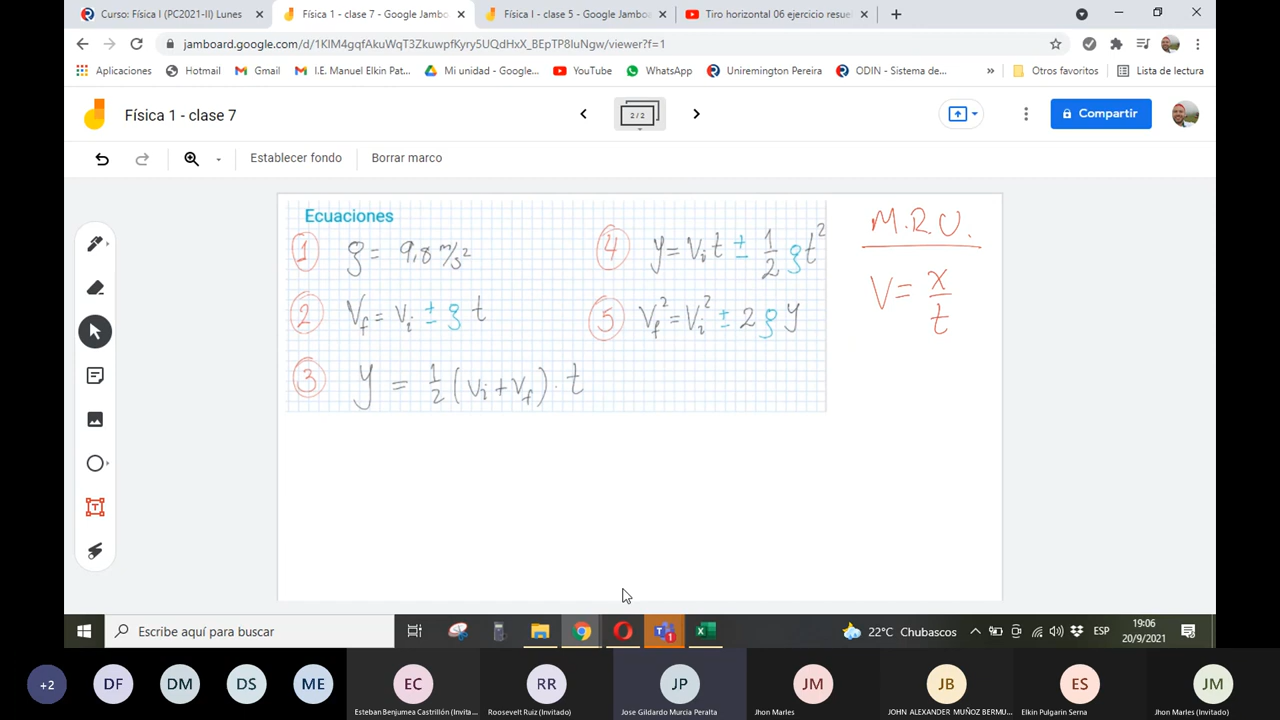 Curso: Física I (PC2021-II) Lunes
Física 1 - clase 7 - Google Jambo
Física I - clase 5 - Google Jambo
Tiro horizontal 06 ejercicio resue
jamboard.google.com/d/1KlM4gqfAkuWqT3ZkuwpfKyry5UQdHxX_BEpTP8luNgw/viewer?f=1
Aplicaciones
Hotmail
Gmail
I.E. Manuel Elkin Pat...
Mi unidad - Google...
YouTube
WhatsApp
Uniremington Pereira
ODIN - Sistema de...
»
Otros favoritos
Lista de lectura
Física 1 - clase 7
2 / 2
Compartir
Establecer fondo
Borrar marco
Ecuaciones
① g = 9,8 m/s²
② Vf = Vi ± g t
③ y = 1/2 (Vi + Vf) · t
④ y = Vi t ± 1/2 g t²
⑤ Vf² = Vi² ± 2 g y
M.R.U.
V = x/t
Escribe aquí para buscar
22°C Chubascos
ESP
19:06
20/9/2021
+2
DF
DM
DS
ME
EC
Esteban Benjumea Castrillón (Invita...
RR
Roosevelt Ruiz (Invitado)
JP
Jose Gildardo Murcia Peralta
JM
Jhon Marles
JB
JOHN ALEXANDER MUÑOZ BERMU...
ES
Elkin Pulgarin Serna
JM
Jhon Marles (Invitado)